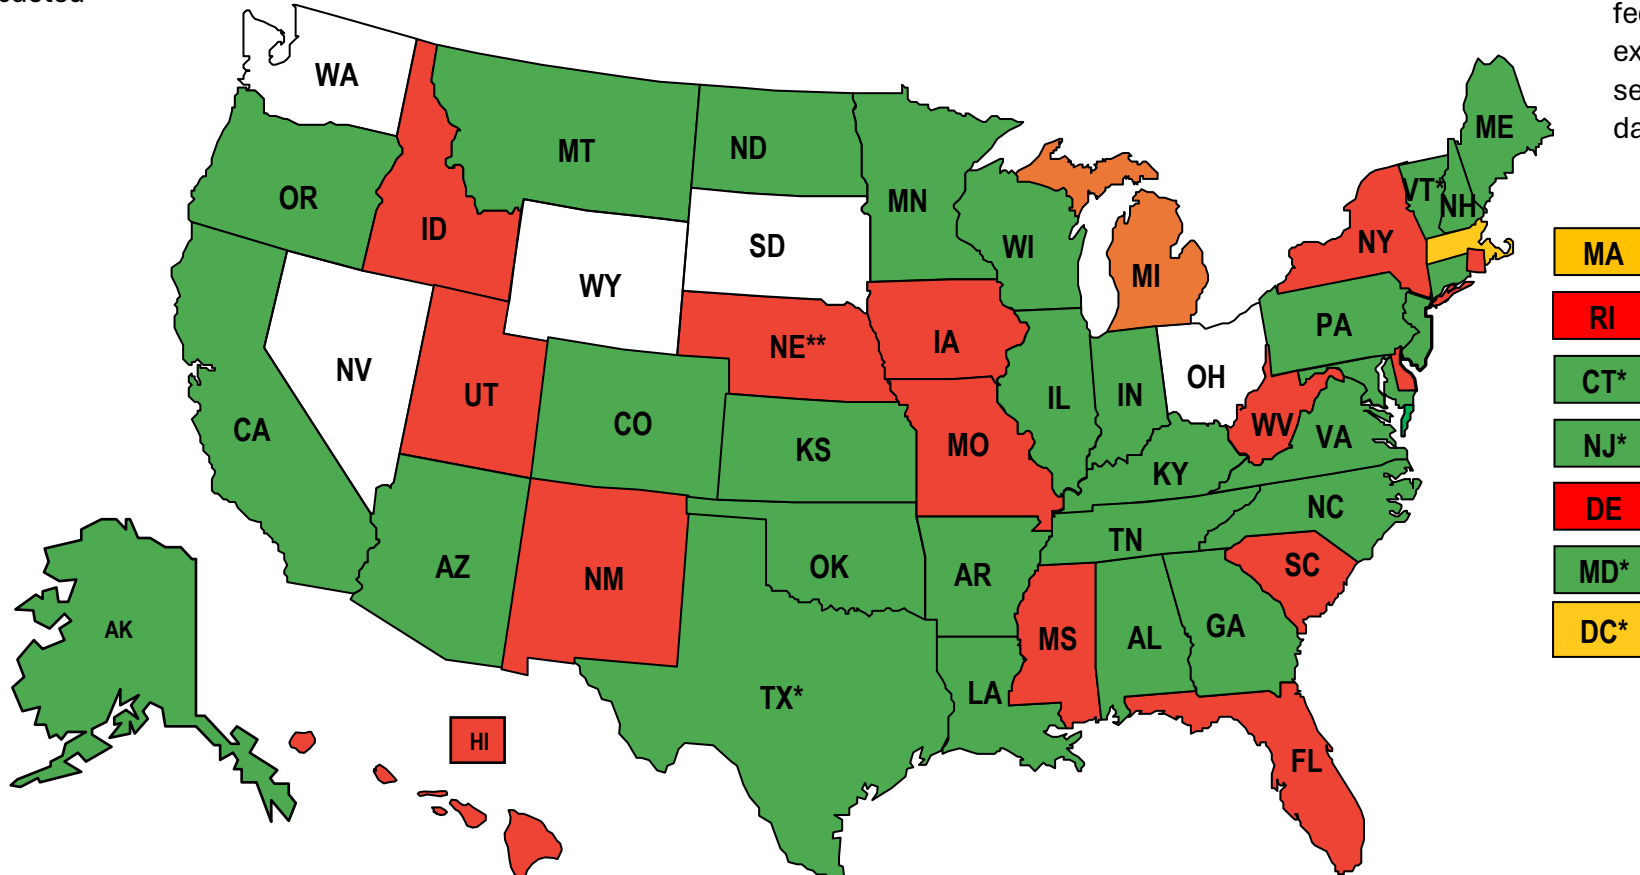 WA
MT
ND
ME
OR
ID
MN
VT*
NH
SD
WI
NY
WY
MI
MA
RI
NE**
IA
PA
NV
UT
OH
CO
IL
IN
CT*
CA
KS
MO
WV
VA
NJ*
KY
NC
DE
TN
AZ
NM
OK
AR
SC
MD*
AK
MS
AL
GA
DC*
TX*
LA
HI
FL